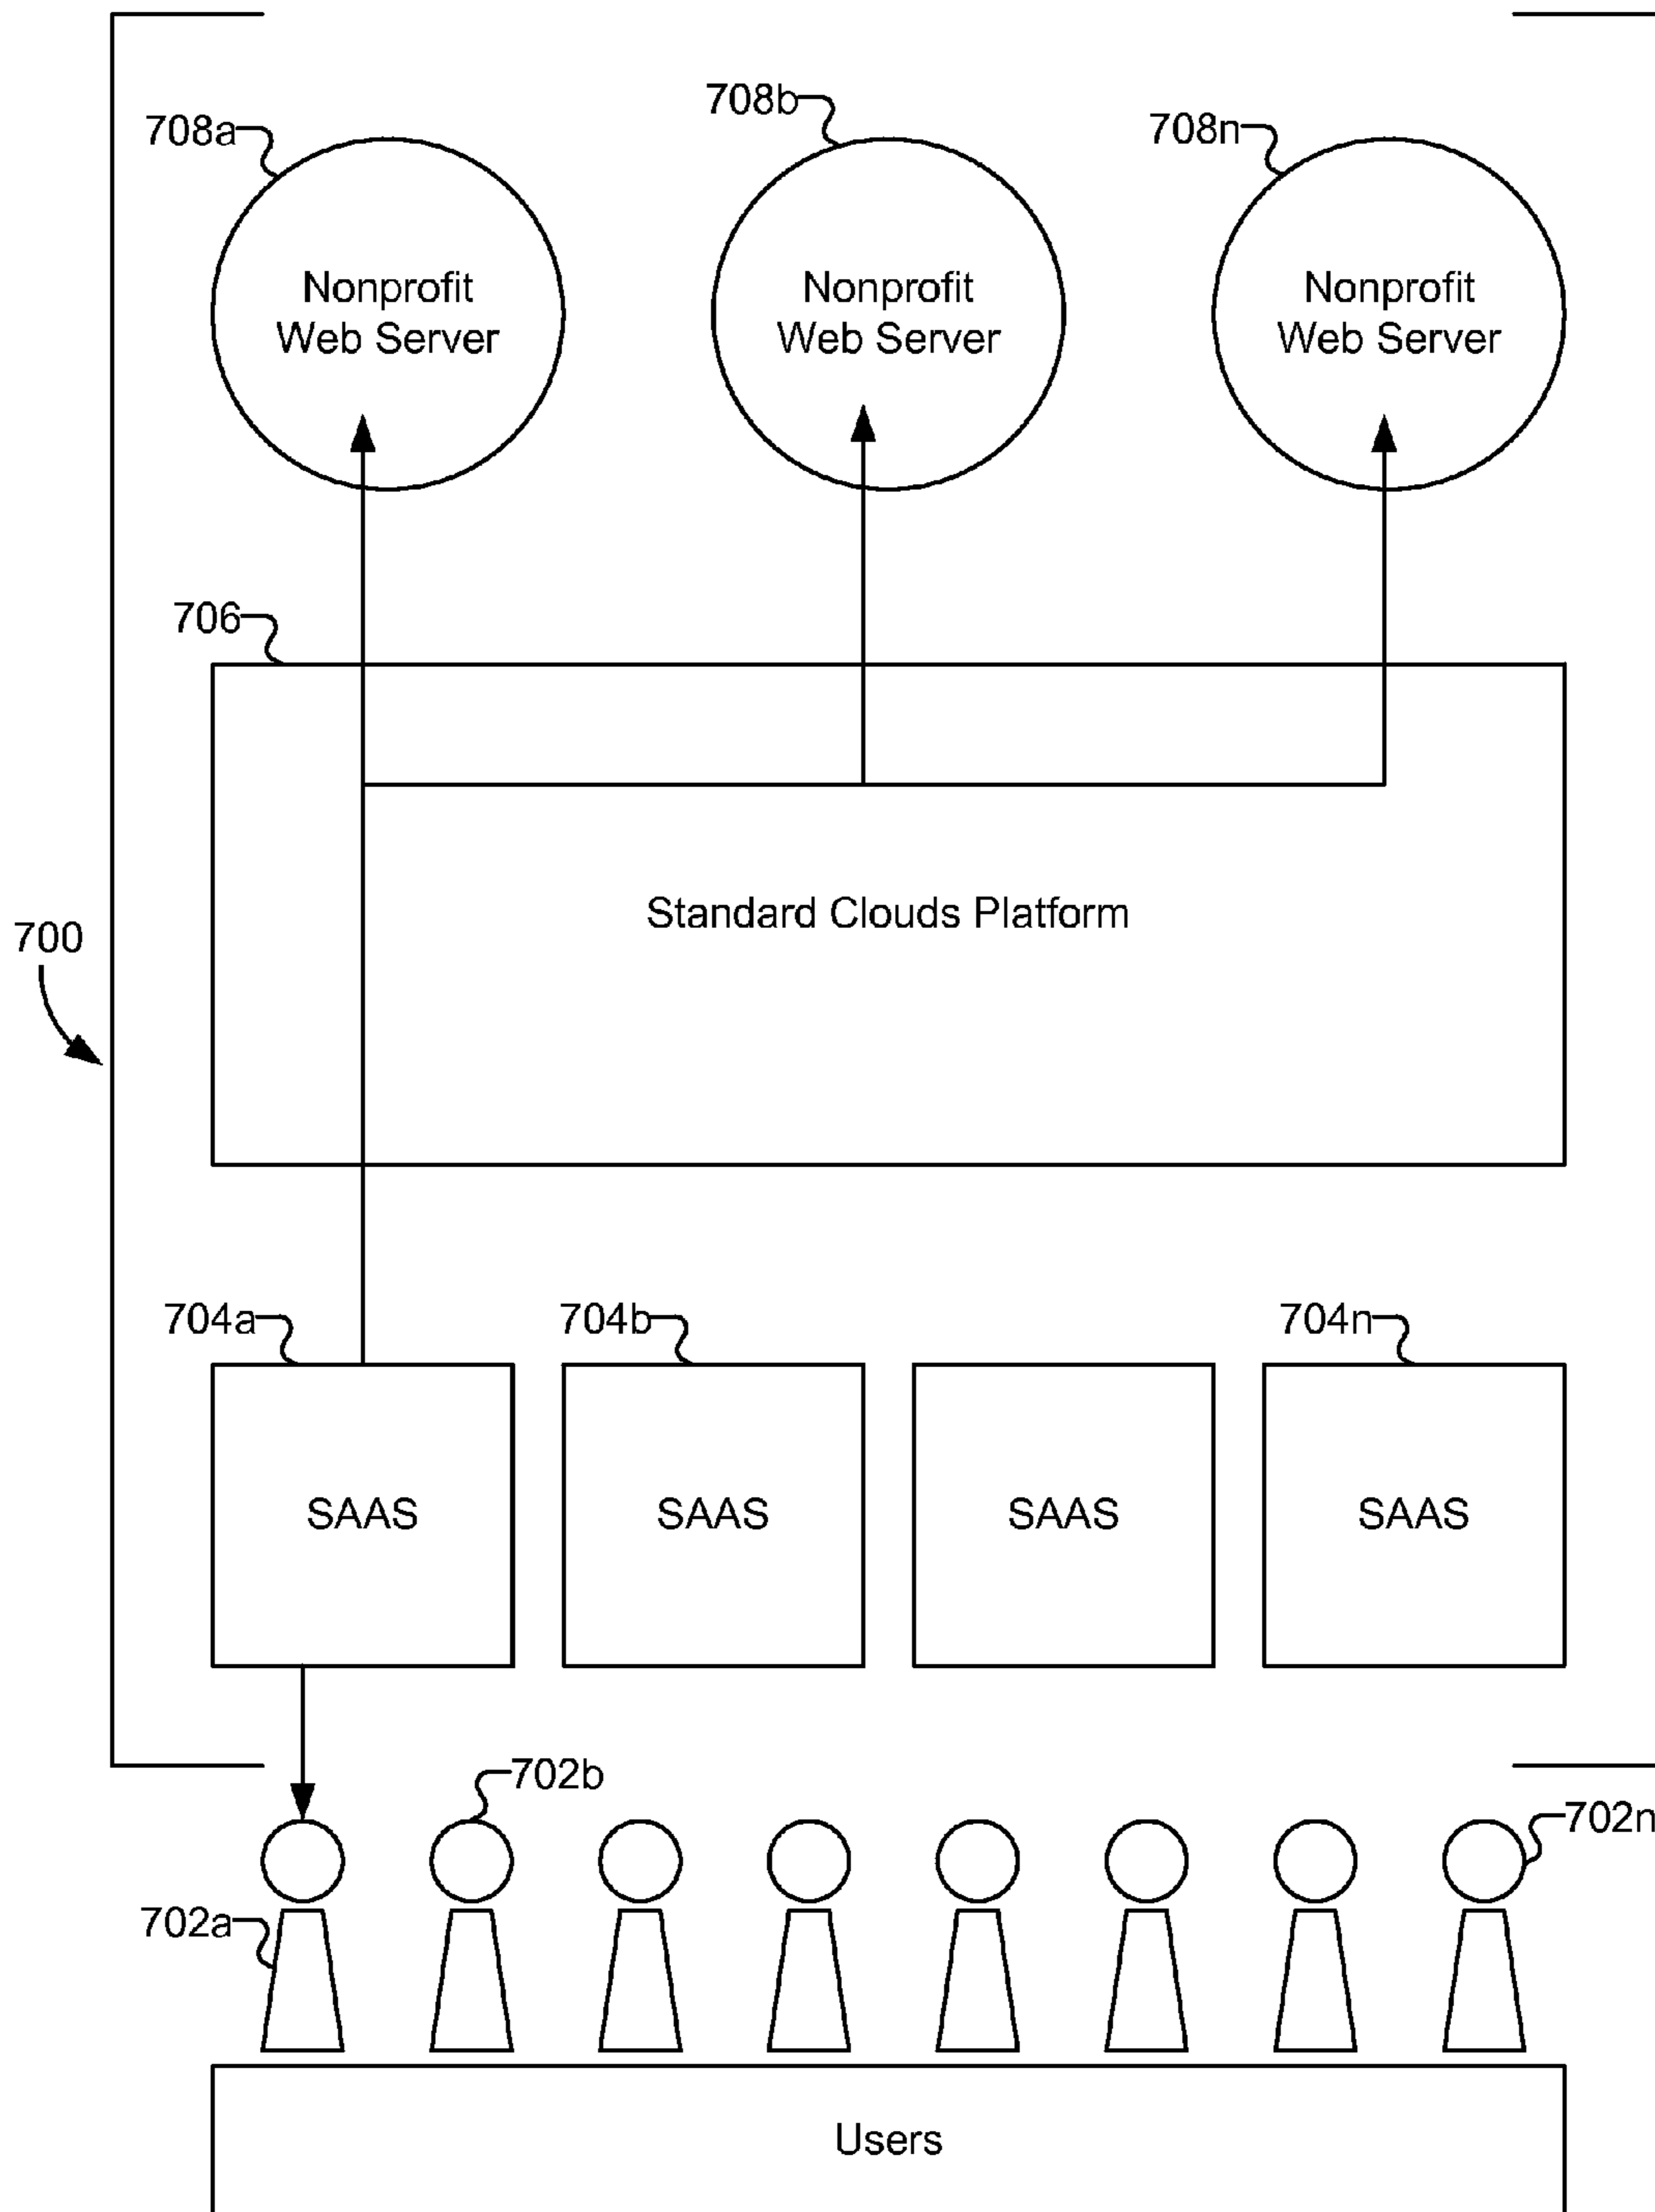 708a
708b
708n
Nonprofit
Web Server
Nonprofit
Web Server
Nonprofit
Web Server
706
Standard Clouds Platform
700
704a
704b
704n
SAAS
SAAS
SAAS
SAAS
702b
702n
702a
Users